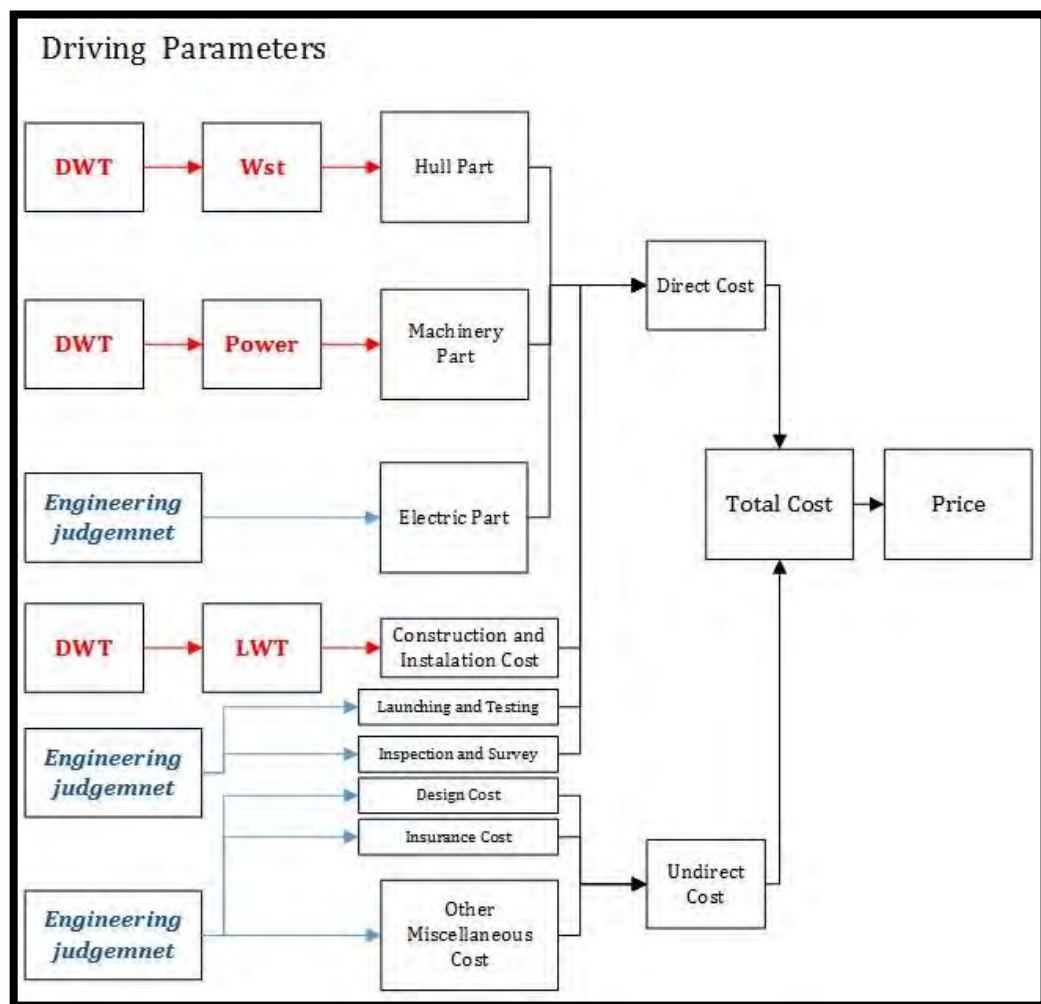 Driving Parameters
DWT
Wst
Hull Part
DWT
Power
Machinery
Part
Engineering
judgemnet
Electric Part
DWT
LWT
Construction and
Instalation Cost
Launching and Testing
Engineering
judgemnet
Inspection and Survey
Design Cost
Insurance Cost
Engineering
judgemnet
Other
Miscellaneous
Cost
Direct Cost
Undirect
Cost
Total Cost
Price